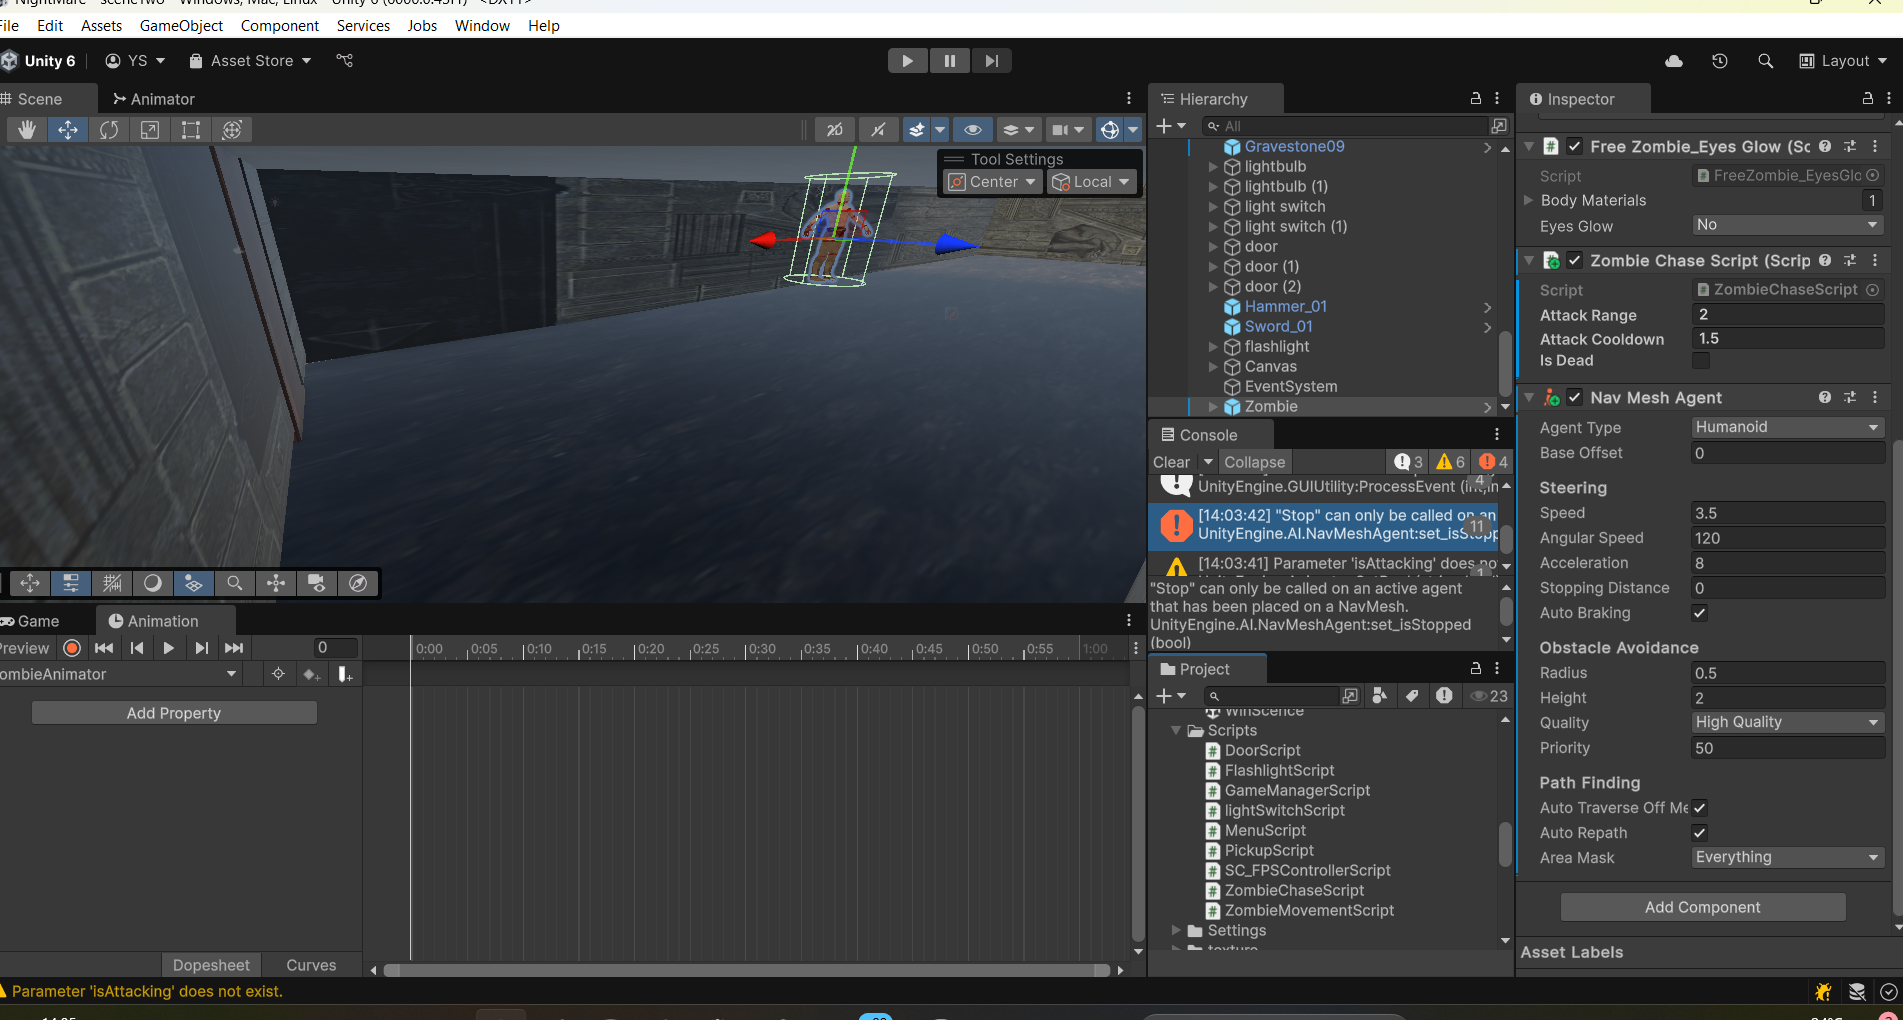 File Edit Assets GameObject Component Services Jobs Window Help
Unity 6 YS Asset Store Layout
Scene Animator
Tool Settings
Center Local
Game Animation
Preview 0 0:00 0:05 0:10 0:15 0:20 0:25 0:30 0:35 0:40 0:45 0:50 0:55 1:00
ombieAnimator
Add Property
Dopesheet Curves
Parameter 'isAttacking' does not exist.
Hierarchy
All
Gravestone09
lightbulb
lightbulb (1)
light switch
light switch (1)
door
door (1)
door (2)
Hammer_01
Sword_01
flashlight
Canvas
EventSystem
Zombie
Console
Clear Collapse 3 6 4
UnityEngine.GUIUtility:ProcessEvent (int,in 4
[14:03:42] "Stop" can only be called on an
UnityEngine.AI.NavMeshAgent:set_isStopp 11
[14:03:41] Parameter 'isAttacking' does no 1
"Stop" can only be called on an active agent
that has been placed on a NavMesh.
UnityEngine.AI.NavMeshAgent:set_isStopped
(bool)
Project
23
WinScence
Scripts
DoorScript
FlashlightScript
GameManagerScript
lightSwitchScript
MenuScript
PickupScript
SC_FPSControllerScript
ZombieChaseScript
ZombieMovementScript
Settings
Inspector
Free Zombie_Eyes Glow (Sc
Script FreeZombie_EyesGlo
Body Materials 1
Eyes Glow No
Zombie Chase Script (Scrip
Script ZombieChaseScript
Attack Range 2
Attack Cooldown 1.5
Is Dead
Nav Mesh Agent
Agent Type Humanoid
Base Offset 0
Steering
Speed 3.5
Angular Speed 120
Acceleration 8
Stopping Distance 0
Auto Braking
Obstacle Avoidance
Radius 0.5
Height 2
Quality High Quality
Priority 50
Path Finding
Auto Traverse Off Me
Auto Repath
Area Mask Everything
Add Component
Asset Labels